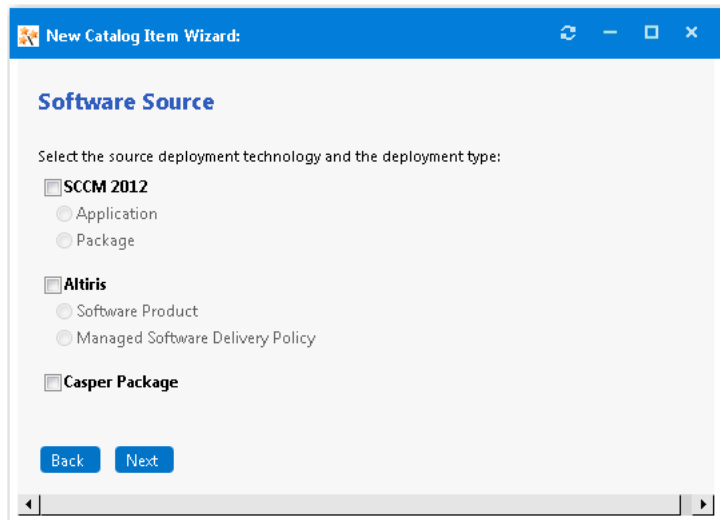 New Catalog Item Wizard:
Software Source
Select the source deployment technology and the deployment type:
SCCM 2012
Application
Package
Altiris
Software Product
Managed Software Delivery Policy
Casper Package
Back Next